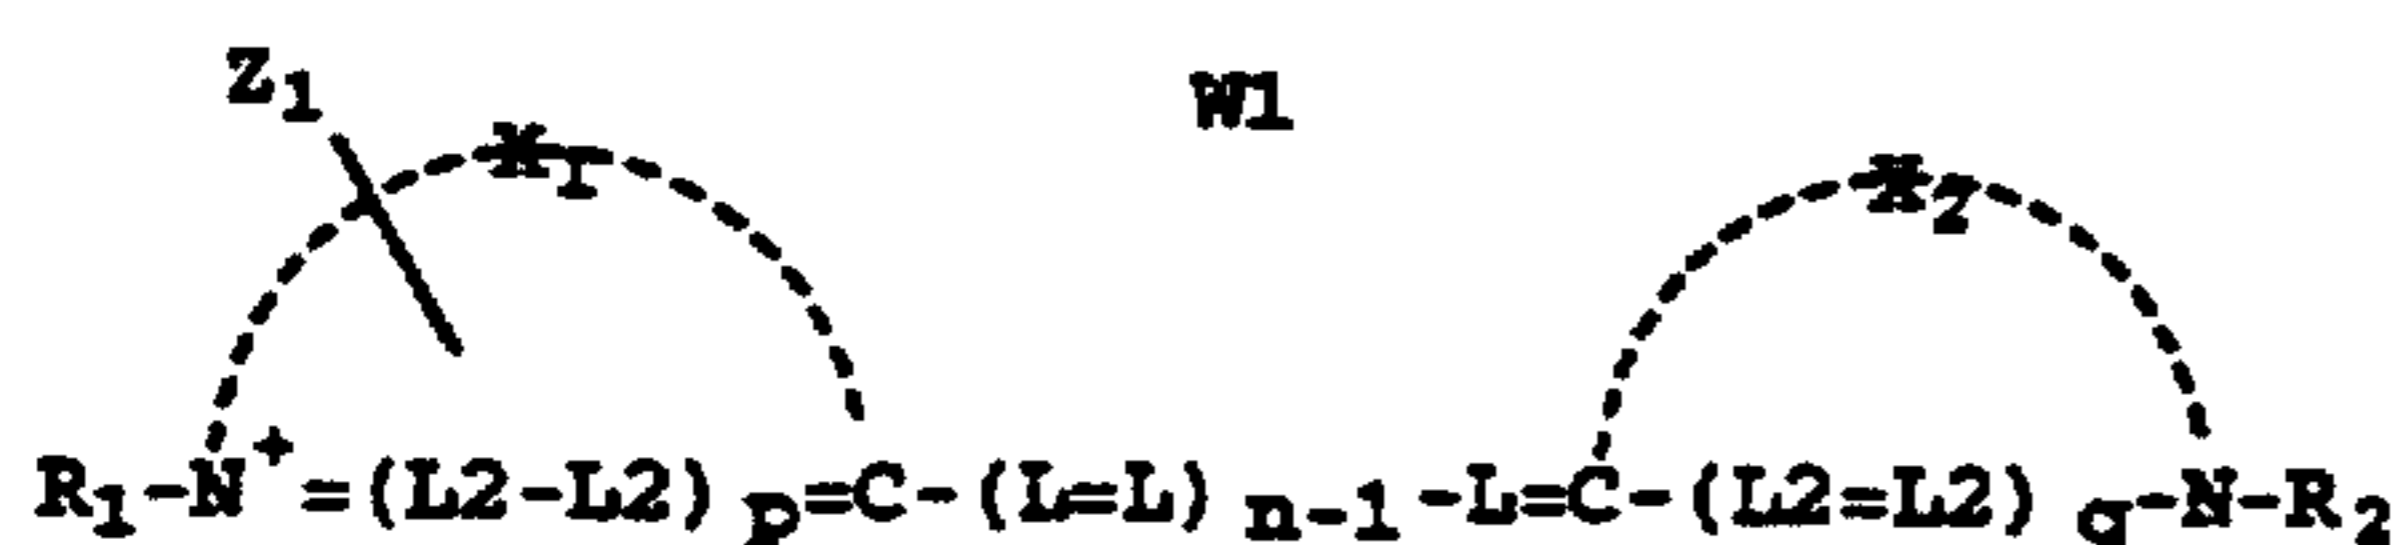 Z1
W1
X1
X2
R1-N+=(L2-L2)p=C-(L=L)n-1-L=C-(L2=L2)q-N-R2